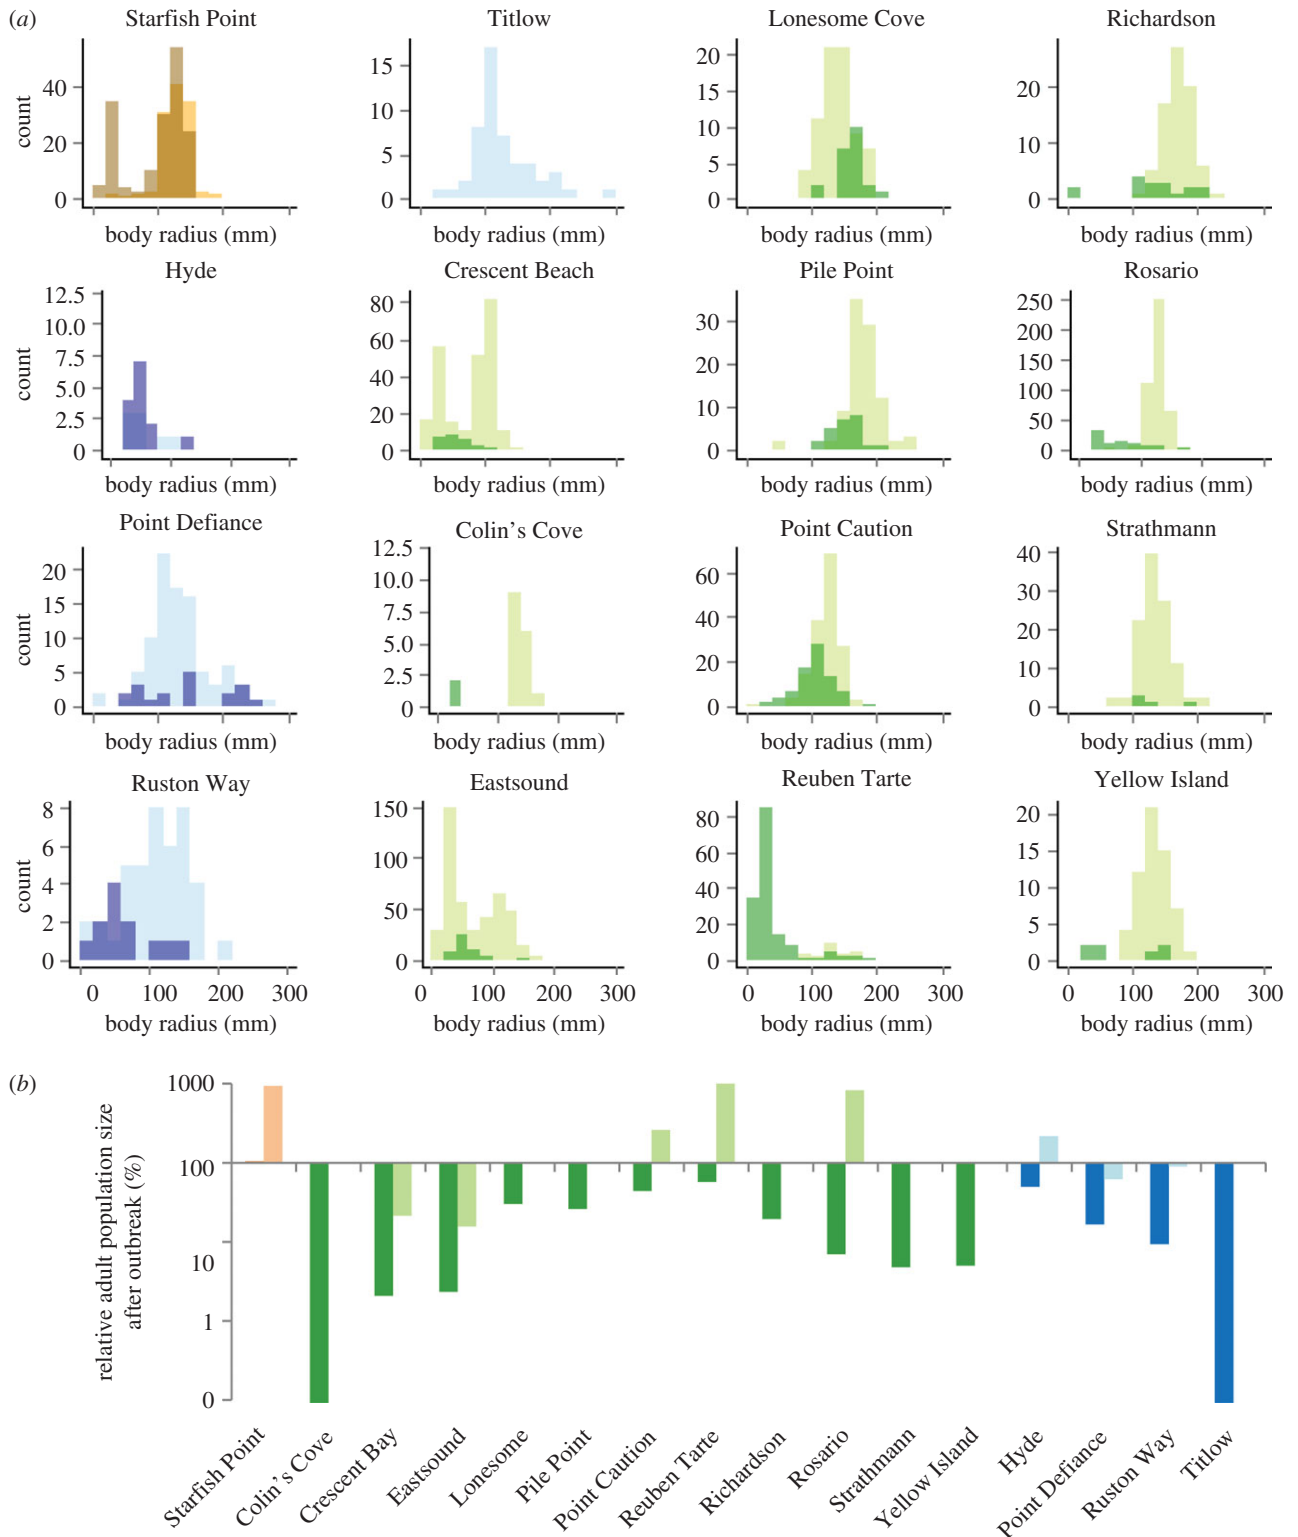 (a)
Starfish Point
Titlow
Lonesome Cove
Richardson
count
40
20
0
body radius (mm)
15
10
5
0
body radius (mm)
20
15
10
5
0
body radius (mm)
20
10
0
body radius (mm)
Hyde
Crescent Beach
Pile Point
Rosario
count
12.5
10.0
7.5
5.0
2.5
0
body radius (mm)
80
60
40
20
0
body radius (mm)
30
20
10
0
body radius (mm)
250
200
150
100
50
0
body radius (mm)
Point Defiance
Colin's Cove
Point Caution
Strathmann
count
20
15
10
5
0
body radius (mm)
12.5
10.0
7.5
5.0
2.5
0
body radius (mm)
60
40
20
0
body radius (mm)
40
30
20
10
0
body radius (mm)
Ruston Way
Eastsound
Reuben Tarte
Yellow Island
count
8
6
4
2
0
0 100 200 300
body radius (mm)
150
100
50
0
0 100 200 300
body radius (mm)
80
60
40
20
0
0 100 200 300
body radius (mm)
20
15
10
5
0
0 100 200 300
body radius (mm)
(b)
relative adult population size
after outbreak (%)
1000
100
10
1
0
Starfish Point
Colin's Cove
Crescent Bay
Eastsound
Lonesome
Pile Point
Point Caution
Reuben Tarte
Richardson
Rosario
Strathmann
Yellow Island
Hyde
Point Defiance
Ruston Way
Titlow